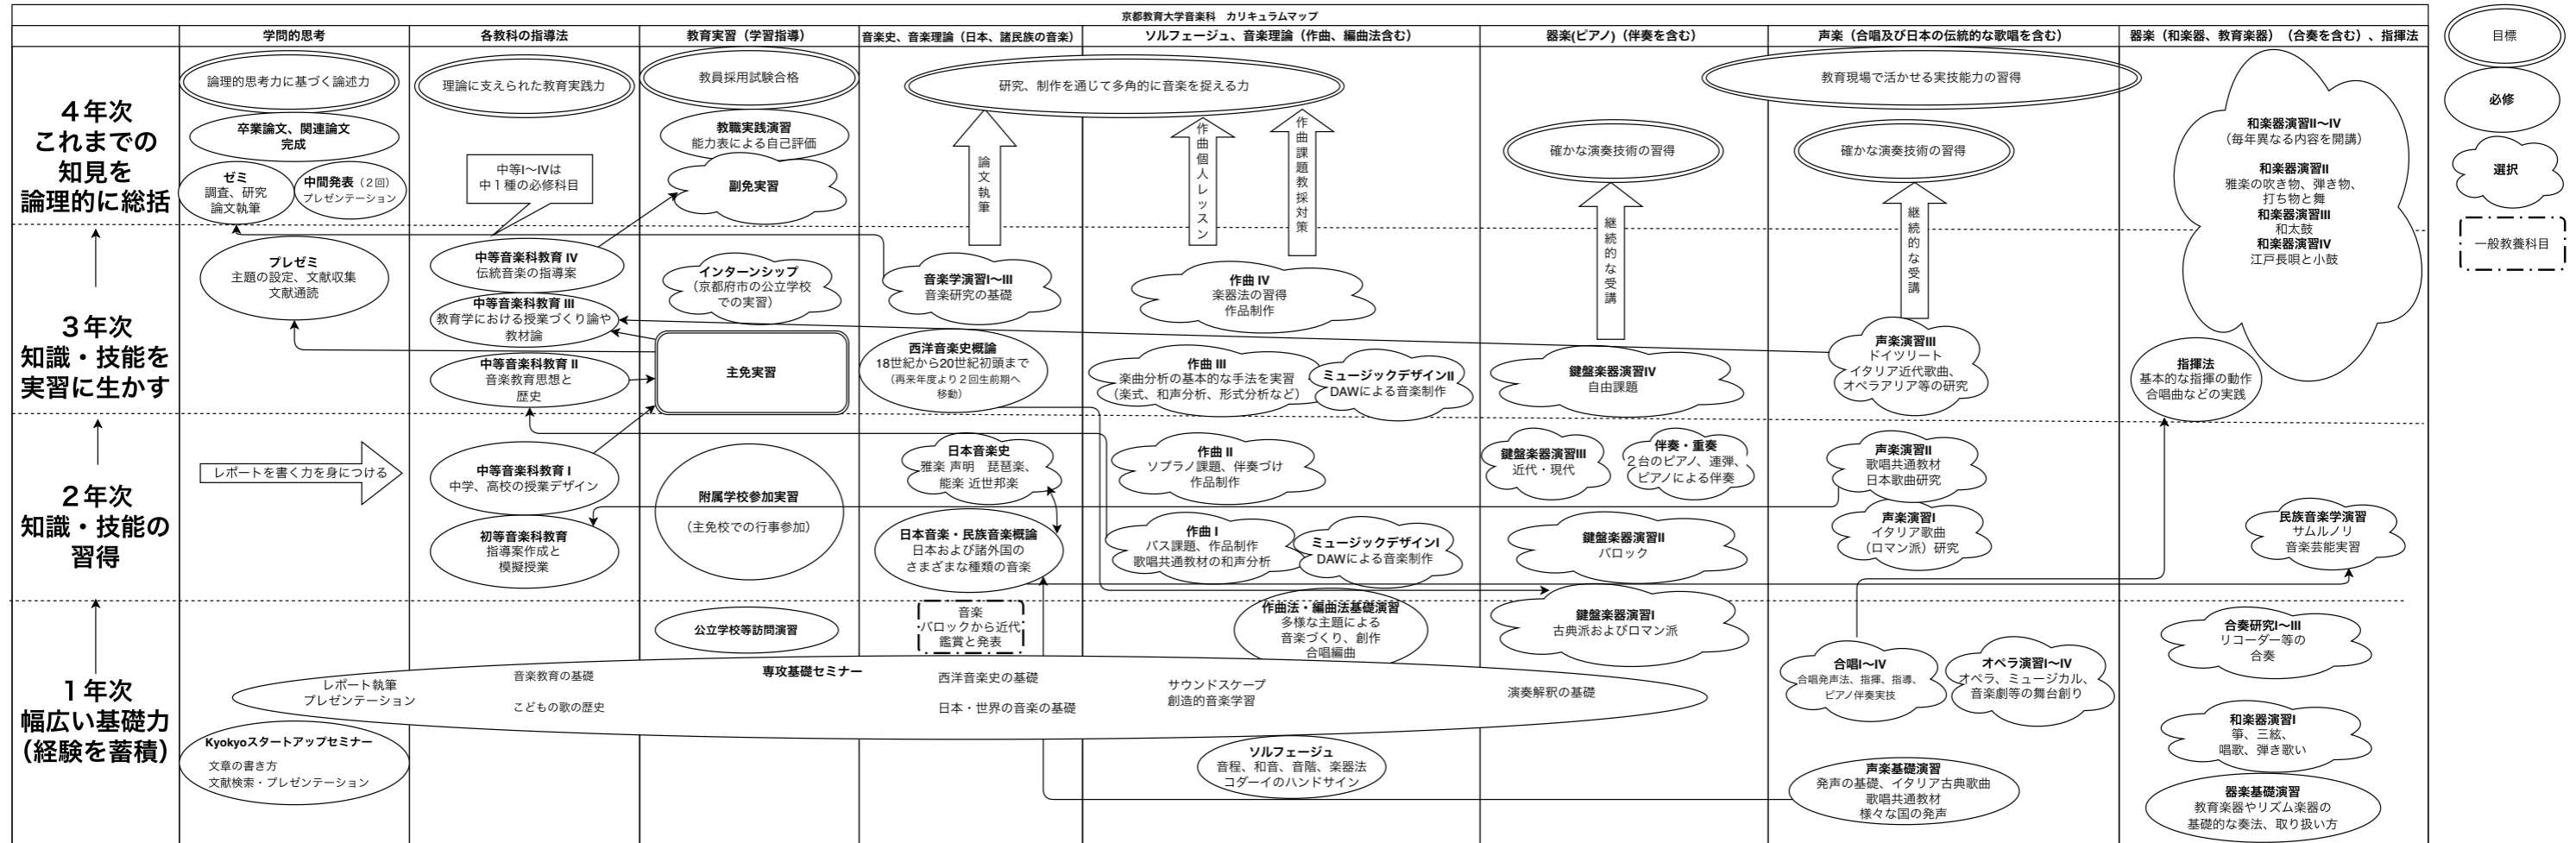 京都教育大学音楽科　カリキュラムマップ
学問的思考
各教科の指導法
教育実習（学習指導）
音楽史、音楽理論（日本、諸民族の音楽）
ソルフェージュ、音楽理論（作曲、編曲法含む）
器楽(ピアノ)（伴奏を含む）
声楽（合唱及び日本の伝統的な歌唱を含む）
器楽（和楽器、教育楽器）（合奏を含む）、指揮法
目標
必修
選択
一般教養科目
４年次
これまでの
知見を
論理的に総括
論理的思考力に基づく論述力
卒業論文、関連論文
完成
ゼミ
調査、研究
論文執筆
中間発表（２回）
プレゼンテーション
理論に支えられた教育実践力
中等Ⅰ〜Ⅳは
中１種の必修科目
教員採用試験合格
教職実践演習
能力表による自己評価
副免実習
研究、制作を通じて多角的に音楽を捉える力
論文執筆
作曲個人レッスン
作曲課題教採対策
確かな演奏技術の習得
継続的な受講
教育現場で活かせる実技能力の習得
確かな演奏技術の習得
継続的な受講
和楽器演習II〜IV
（毎年異なる内容を開講）
和楽器演習II
雅楽の吹き物、弾き物、
打ち物と舞
和楽器演習III
和太鼓
和楽器演習IV
江戸長唄と小鼓
３年次
知識・技能を
実習に生かす
プレゼミ
主題の設定、文献収集
文献通読
中等音楽科教育 IV
伝統音楽の指導案
中等音楽科教育 III
教育学における授業づくり論や
教材論
中等音楽科教育 II
音楽教育思想と
歴史
インターンシップ
（京都府市の公立学校
での実習）
主免実習
音楽学演習I〜III
音楽研究の基礎
西洋音楽史概論
18世紀から20世紀初頭まで
（再来年度より２回生前期へ
移動）
作曲 IV
楽器法の習得
作品制作
作曲 III
楽曲分析の基本的な手法を実習
（楽式、和声分析、形式分析など）
ミュージックデザインII
DAWによる音楽制作
鍵盤楽器演習IV
自由課題
声楽演習III
ドイツリート
イタリア近代歌曲、
オペラアリア等の研究
指揮法
基本的な指揮の動作
合唱曲などの実践
２年次
知識・技能の
習得
レポートを書く力を身につける
中等音楽科教育 I
中学、高校の授業デザイン
初等音楽科教育
指導案作成と
模擬授業
附属学校参加実習
（主免校での行事参加）
日本音楽史
雅楽 声明　琵琶楽、
能楽 近世邦楽
日本音楽・民族音楽概論
日本および諸外国の
さまざまな種類の音楽
作曲 II
ソプラノ課題、伴奏づけ
作品制作
作曲 I
バス課題、作品制作
歌唱共通教材の和声分析
ミュージックデザインI
DAWによる音楽制作
鍵盤楽器演習III
近代・現代
伴奏・重奏
２台のピアノ、連弾、
ピアノによる伴奏
鍵盤楽器演習II
バロック
声楽演習II
歌唱共通教材
日本歌曲研究
声楽演習I
イタリア歌曲
（ロマン派）研究
民族音楽学演習
サムルノリ
音楽芸能実習
１年次
幅広い基礎力
（経験を蓄積）
公立学校等訪問演習
音楽
バロックから近代
鑑賞と発表
作曲法・編曲法基礎演習
多様な主題による
音楽づくり、創作
合唱編曲
鍵盤楽器演習I
古典派およびロマン派
専攻基礎セミナー
レポート執筆
プレゼンテーション
音楽教育の基礎
こどもの歌の歴史
西洋音楽史の基礎
日本・世界の音楽の基礎
サウンドスケープ
創造的音楽学習
演奏解釈の基礎
合唱I〜IV
合唱発声法、指揮、指導、
ピアノ伴奏実技
オペラ演習I〜IV
オペラ、ミュージカル、
音楽劇等の舞台創り
合奏研究I〜III
リコーダー等の
合奏
和楽器演習I
箏、三絃、
唱歌、弾き歌い
Kyokyoスタートアップセミナー
文章の書き方
文献検索・プレゼンテーション
ソルフェージュ
音程、和音、音階、楽器法
コダーイのハンドサイン
声楽基礎演習
発声の基礎、イタリア古典歌曲
歌唱共通教材
様々な国の発声
器楽基礎演習
教育楽器やリズム楽器の
基礎的な奏法、取り扱い方